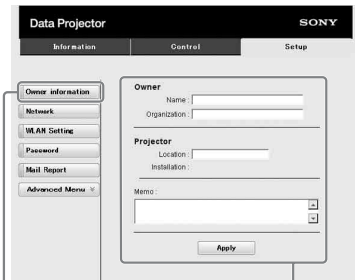 Data Projector
SONY
Information
Control
Setup
Owner information
Network
WLAN Setting
Password
Mail Report
Advanced Menu
Owner
Name :
Organization :
Projector
Location :
Installation :
Memo :
Apply